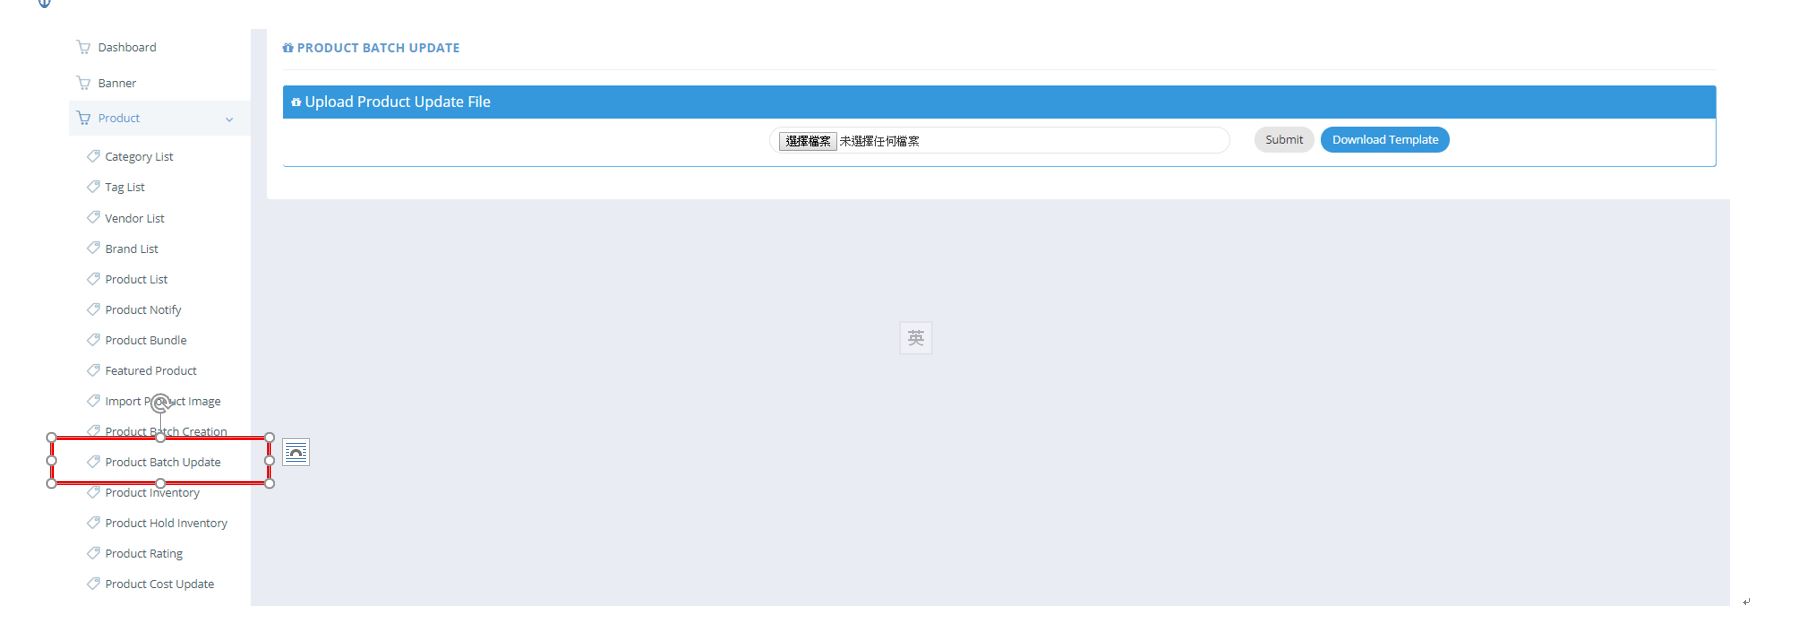 Dashboard
Banner
Product
Category List
Tag List
Vendor List
Brand List
Product List
Product Notify
Product Bundle
Featured Product
Import Product Image
Product Batch Creation
Product Batch Update
Product Inventory
Product Hold Inventory
Product Rating
Product Cost Update
PRODUCT BATCH UPDATE
Upload Product Update File
選擇檔案 未選擇任何檔案 Submit Download Template
英